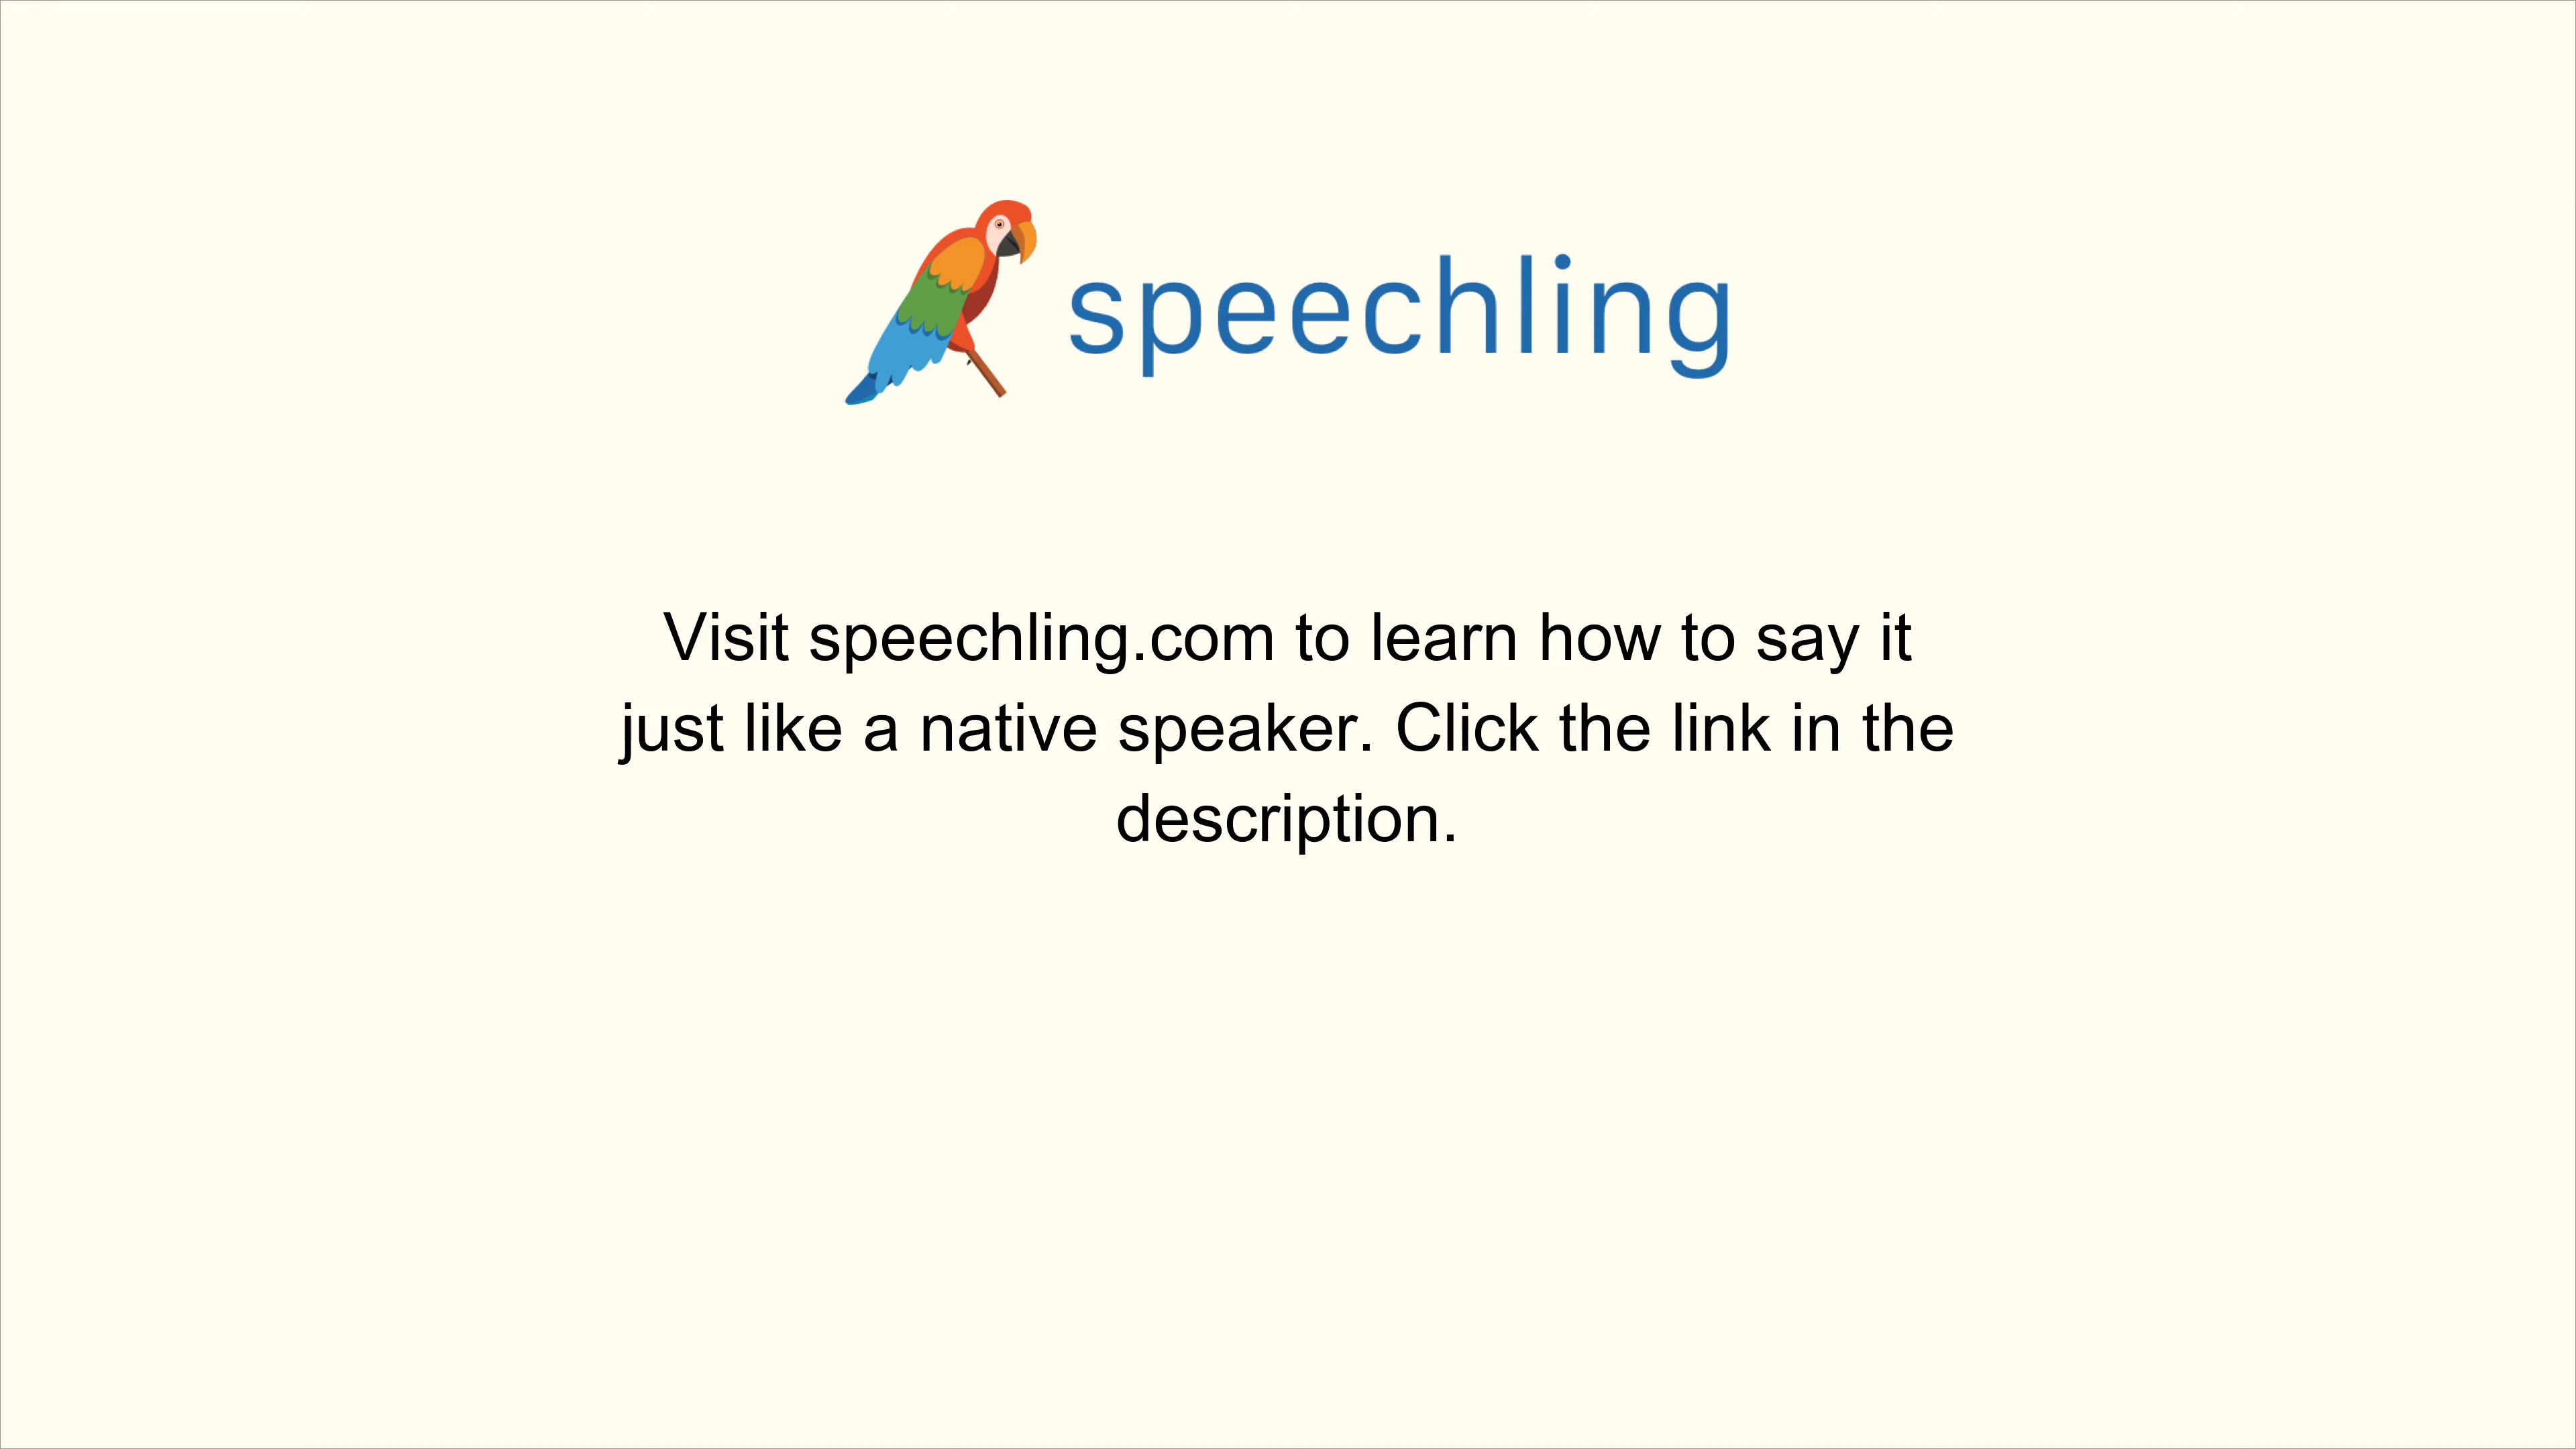 speechling
Visit speechling.com to learn how to say it
just like a native speaker. Click the link in the
description.